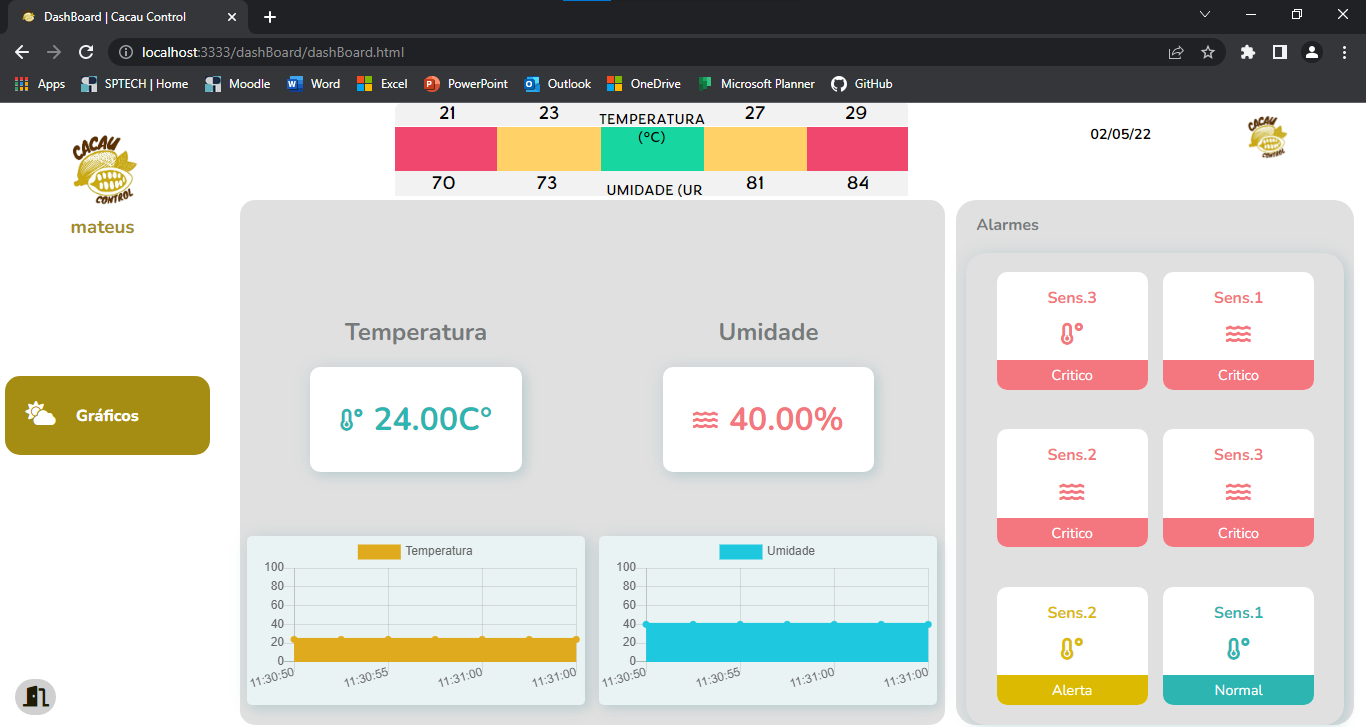 DashBoard | Cacau Control
localhost:3333/dashBoard/dashBoard.html
Apps SPTECH | Home Moodle Word Excel PowerPoint Outlook OneDrive Microsoft Planner GitHub
CACAU
CONTROL
mateus
Gráficos
21 23 TEMPERATURA 27 29
(°C)
70 73 UMIDADE (UR 81 84
02/05/22
CACAU
CONTROL
Temperatura
24.00C°
Umidade
40.00%
Temperatura
100
80
60
40
20
0
11:30:50 11:30:55 11:31:00 11:31:00
Umidade
100
80
60
40
20
0
11:30:50 11:30:55 11:31:00 11:31:00
Alarmes
Sens.3
Critico
Sens.1
Critico
Sens.2
Critico
Sens.3
Critico
Sens.2
Alerta
Sens.1
Normal